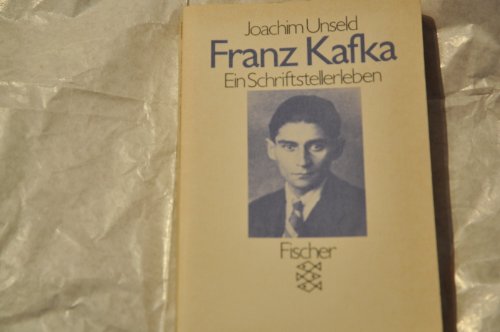 Joachim Unseld
Franz Kafka
Ein Schriftstellerleben
Fischer